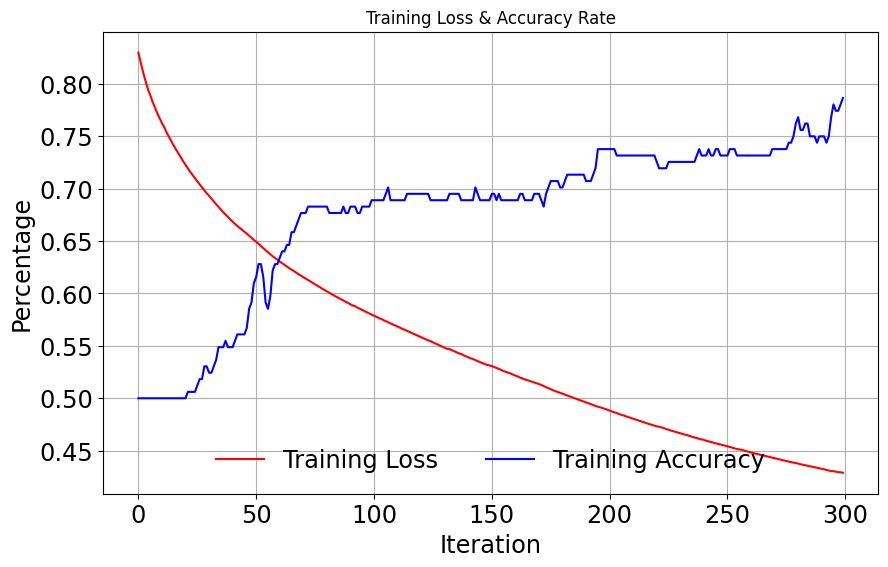 Training Loss & Accuracy Rate
Percentage
0.80
0.75
0.70
0.65
0.60
0.55
0.50
0.45
Training Loss Training Accuracy
0 50 100 150 200 250 300
Iteration